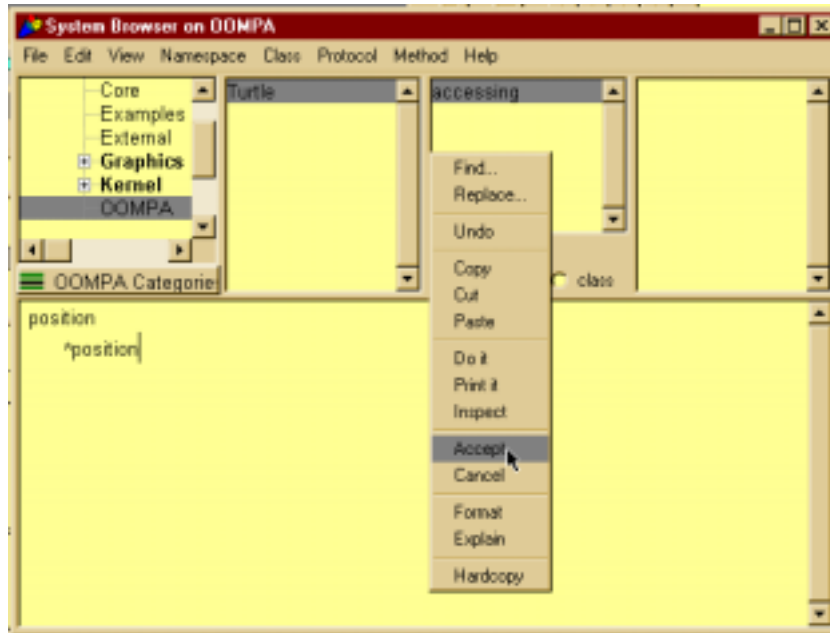 System Browser on OOMPA
File Edit View Namespace Class Protocol Method Help
Core
Examples
External
Graphics
Kernel
OOMPA
OOMPA Categorie
Turtle
accessing
class
Find...
Replace...
Undo
Copy
Cut
Paste
Do it
Print it
Inspect
Accept
Cancel
Format
Explain
Hardcopy
position
^position